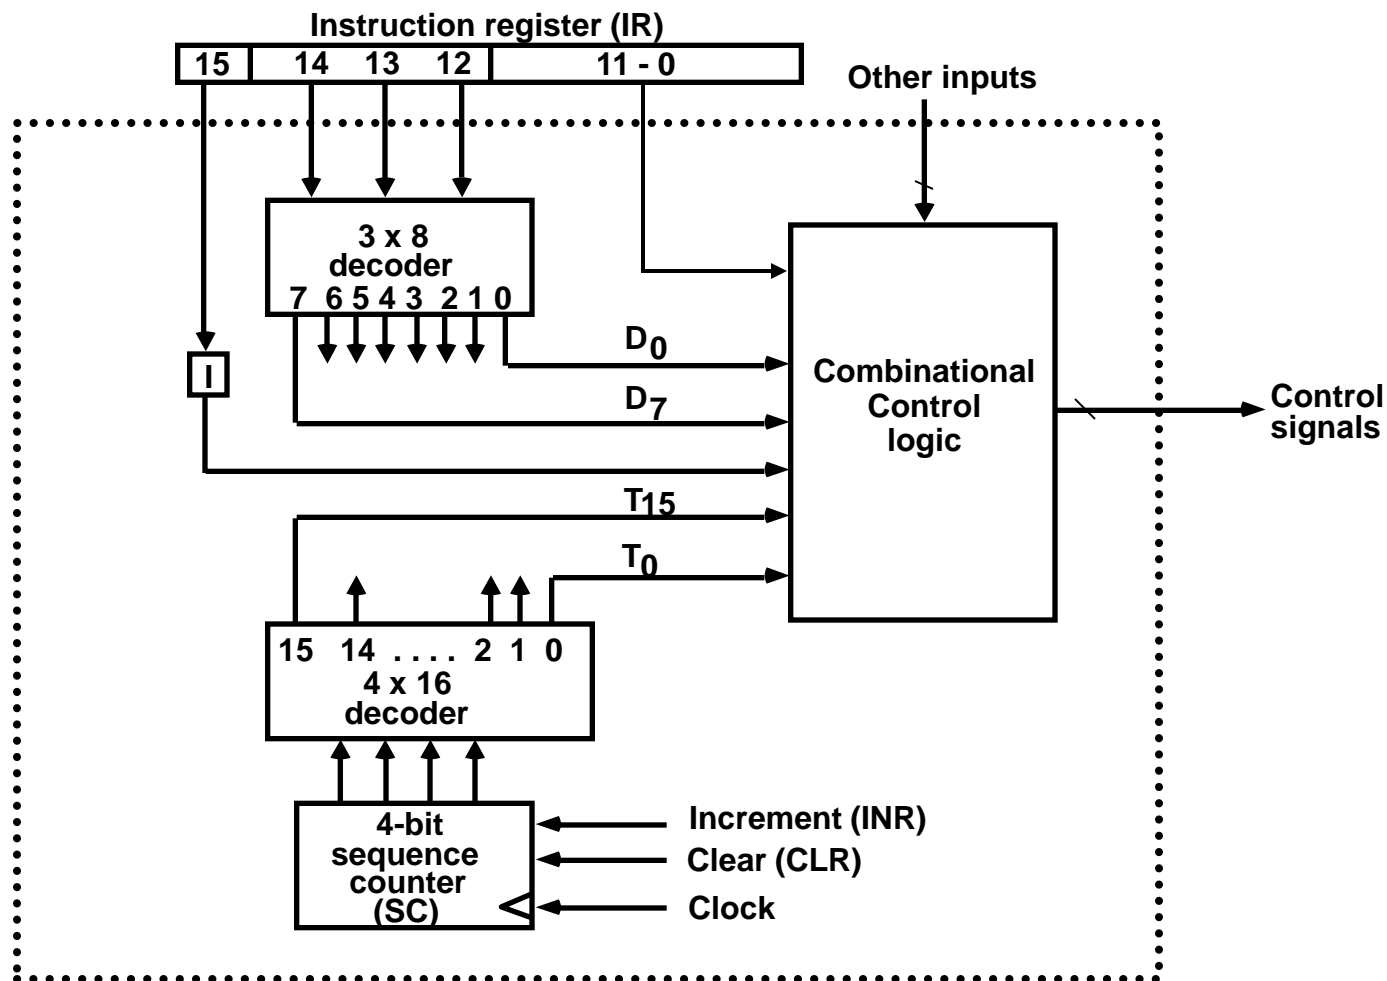 Instruction register (IR)
15 14 13 12 11 - 0
Other inputs
3 x 8
decoder
7 6 5 4 3 2 1 0
D0
I
D7
Combinational
Control
logic
Control
signals
T15
T0
15 14 . . . . 2 1 0
4 x 16
decoder
4-bit
sequence
counter
(SC)
Increment (INR)
Clear (CLR)
Clock